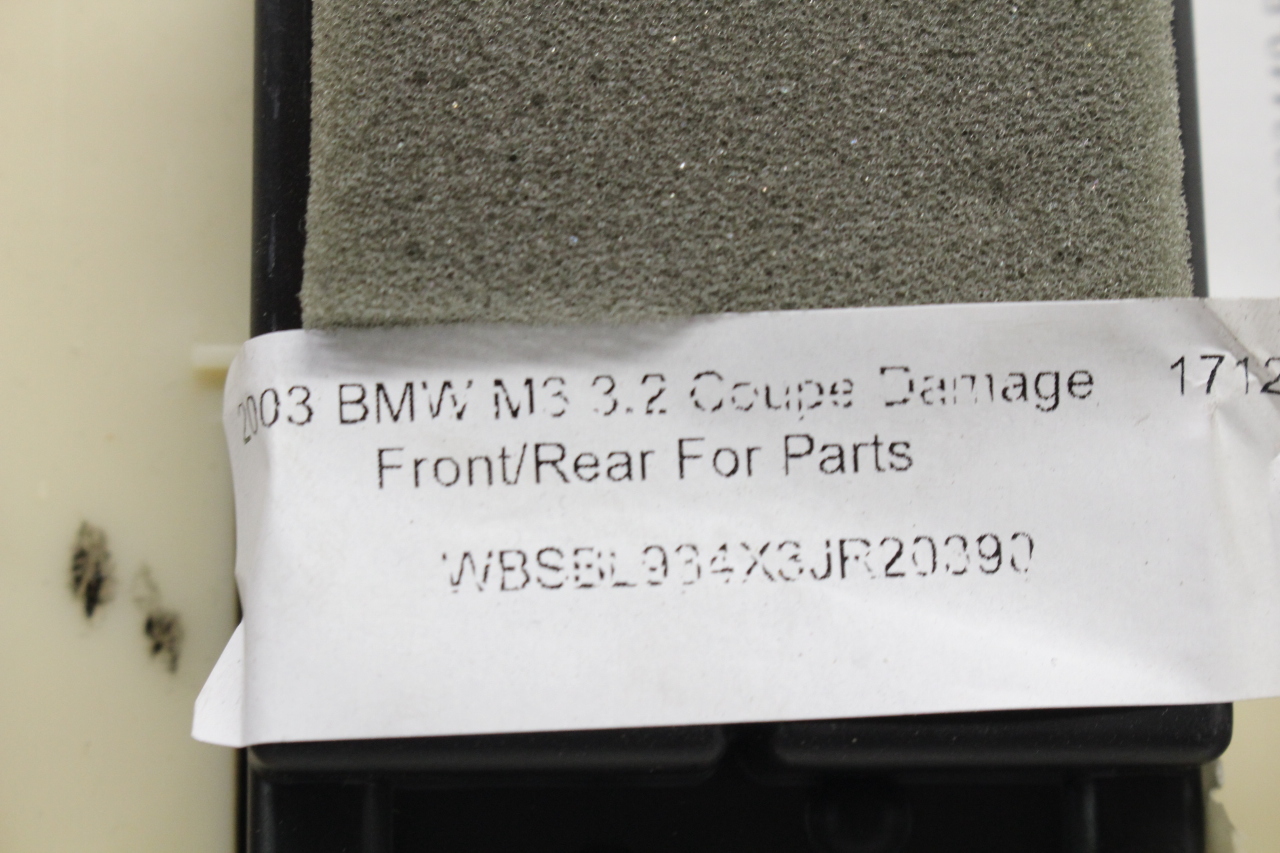 2003 BMW M3 3.2 Coupe Damage 1712
Front/Rear For Parts
WBSBL934X3JR20390